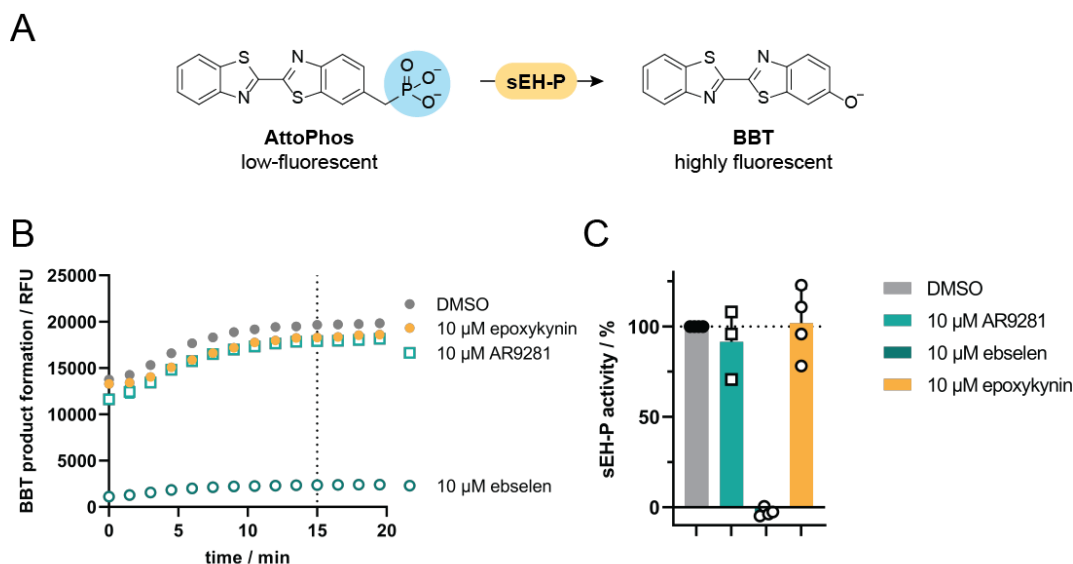 A
S
N
N
S
O
P
O−
O−
sEH-P
S
N
N
S
O−
AttoPhos
low-fluorescent
BBT
highly fluorescent
B
BBT product formation / RFU
25000
20000
15000
10000
5000
0
0
5
10
15
20
time / min
DMSO
10 µM epoxykynin
10 µM AR9281
10 µM ebselen
C
sEH-P activity / %
100
50
0
DMSO
10 µM AR9281
10 µM ebselen
10 µM epoxykynin